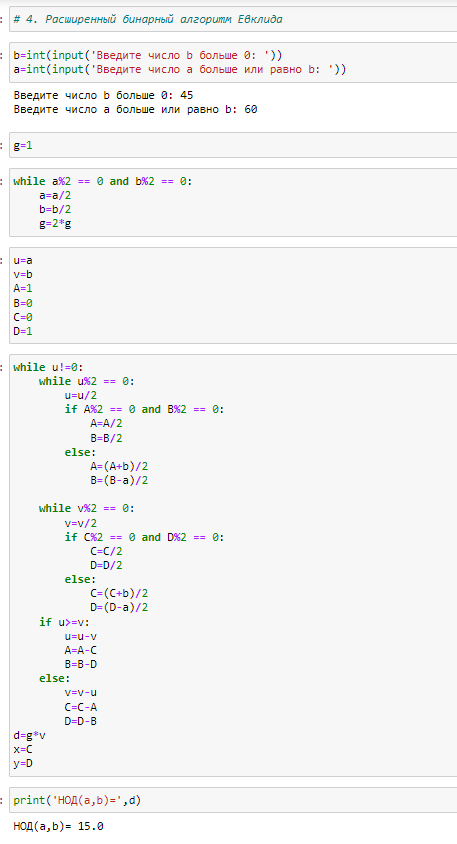 # 4. Расширенный бинарный алгоритм Евклида
b=int(input('Введите число b больше 0: '))
a=int(input('Введите число a больше или равно b: '))
Введите число b больше 0: 45
Введите число a больше или равно b: 60
g=1
while a%2 == 0 and b%2 == 0:
    a=a/2
    b=b/2
    g=2*g
u=a
v=b
A=1
B=0
C=0
D=1
while u!=0:
    while u%2 == 0:
        u=u/2
        if A%2 == 0 and B%2 == 0:
            A=A/2
            B=B/2
        else:
            A=(A+b)/2
            B=(B-a)/2
    while v%2 == 0:
        v=v/2
        if C%2 == 0 and D%2 == 0:
            C=C/2
            D=D/2
        else:
            C=(C+b)/2
            D=(D-a)/2
    if u>=v:
        u=u-v
        A=A-C
        B=B-D
    else:
        v=v-u
        C=C-A
        D=D-B
d=g*v
x=C
y=D
print('НОД(a,b)=',d)
НОД(a,b)= 15.0